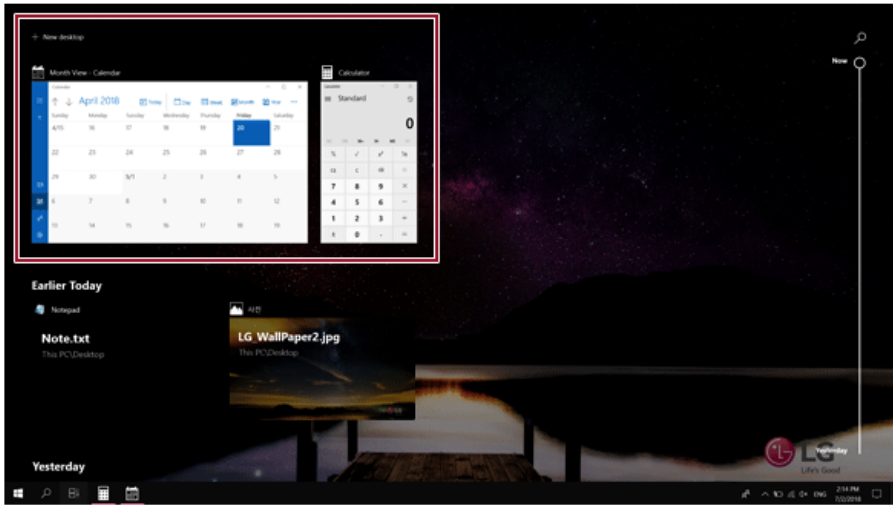 + New desktop
Now
Month View - Calendar
Calculator
Calendar
April 2018
Today
Day
Week
Month
Year
Sunday Monday Tuesday Wednesday Thursday Friday Saturday
4/15 16 17 18 19 20 21
22 23 24 25 26 27 28
29 30 5/1 2 3 4 5
6 7 8 9 10 11 12
13 14 15 16 17 18 19
Standard
0
7 8 9 ×
4 5 6 −
1 2 3 +
± 0 . =
Earlier Today
Notepad
Note.txt
This PC\Desktop
사진
LG_WallPaper2.jpg
This PC\Desktop
Yesterday
Yesterday
LG
Life's Good
ENG
2:14 PM
7/2/2018